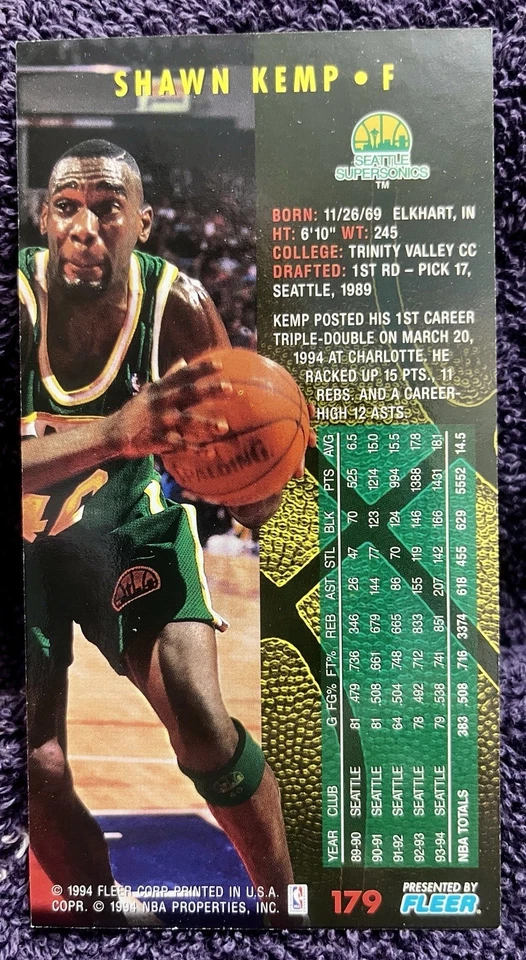 SHAWN KEMP • F
SEATTLE
SUPERSONICS
TM
BORN: 11/26/69 ELKHART, IN
HT: 6'10" WT: 245
COLLEGE: TRINITY VALLEY CC
DRAFTED: 1ST RD – PICK 17,
SEATTLE, 1989
KEMP POSTED HIS 1ST CAREER
TRIPLE-DOUBLE ON MARCH 20,
1994 AT CHARLOTTE. HE
RACKED UP 15 PTS., 11
REBS. AND A CAREER-
HIGH 12 ASTS.
YEAR CLUB G FG% FT% REB AST STL BLK PTS AVG
89-90 SEATTLE 81 .479 .736 346 26 47 70 525 6.5
90-91 SEATTLE 81 .508 .661 679 144 77 123 1214 15.0
91-92 SEATTLE 64 .504 .748 665 86 70 124 994 15.5
92-93 SEATTLE 78 .492 .712 833 155 119 146 1388 17.8
93-94 SEATTLE 79 .538 .741 851 207 142 166 1431 18.1
NBA TOTALS 383 .508 .716 3374 618 455 629 5552 14.5
SPALDING
© 1994 FLEER CORP. PRINTED IN U.S.A.
COPR. © 1994 NBA PROPERTIES, INC.
179
PRESENTED BY
FLEER